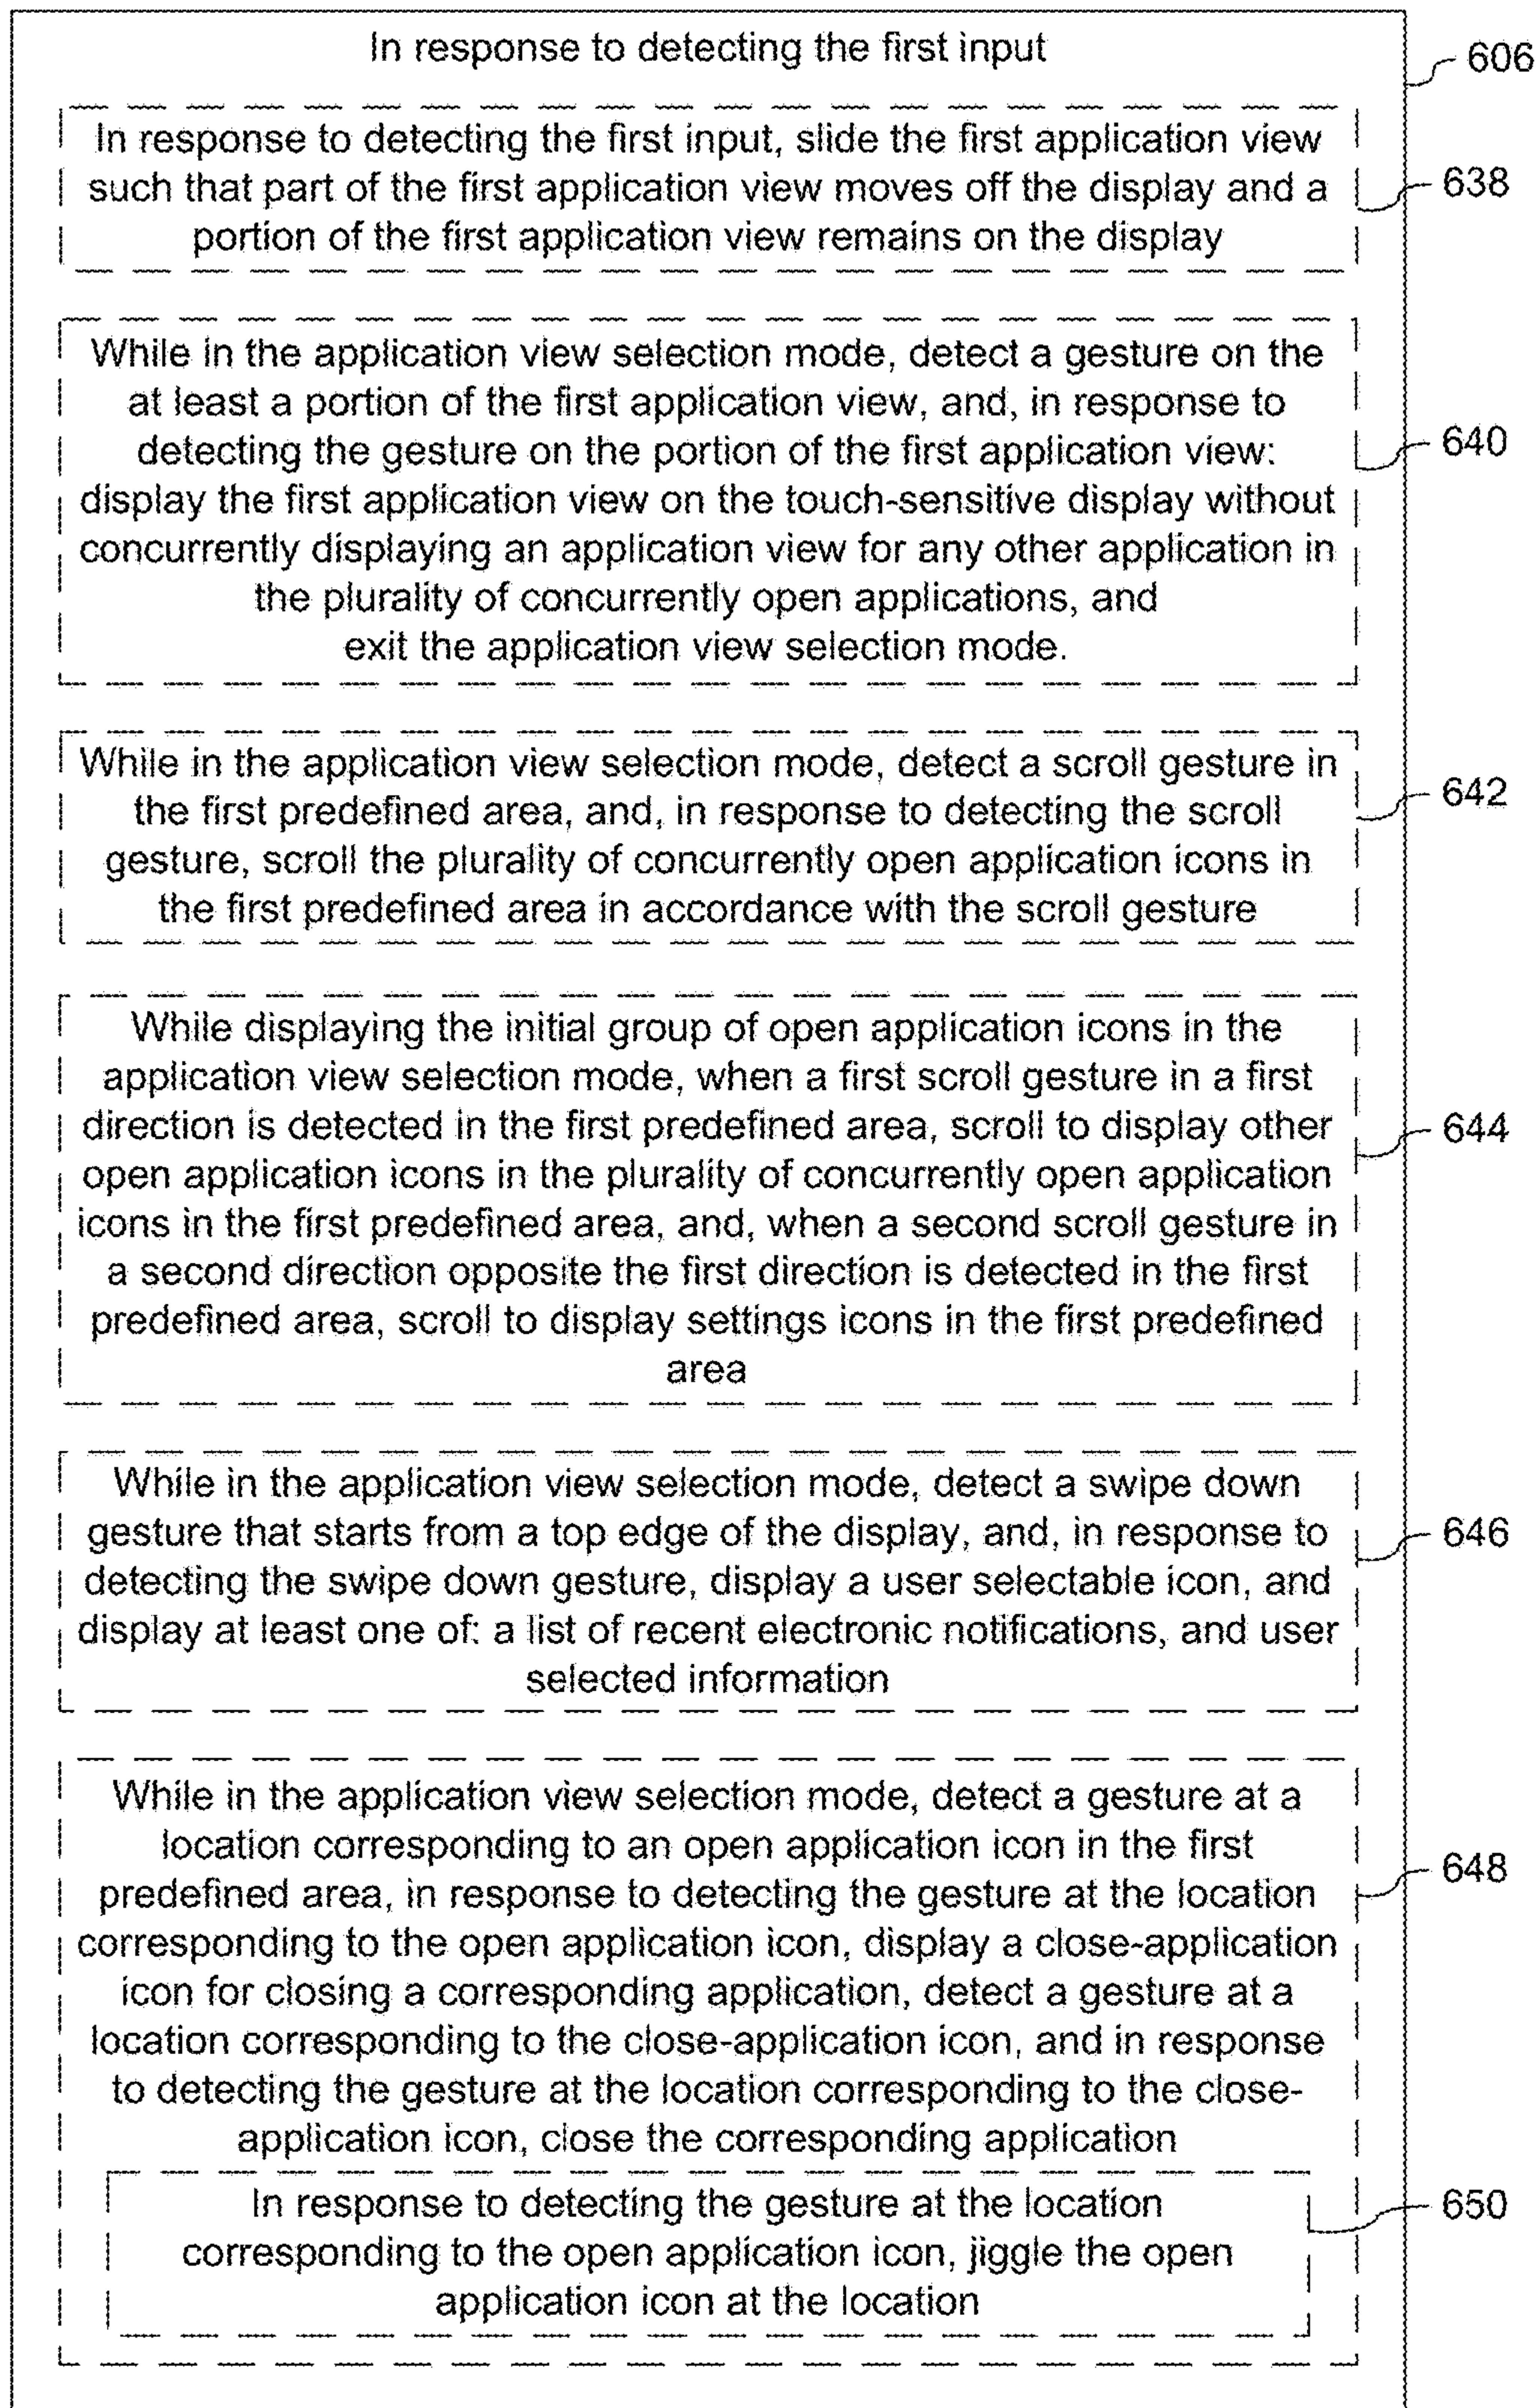 In response to detecting the first input
606
In response to detecting the first input, slide the first application view
such that part of the first application view moves off the display and a
portion of the first application view remains on the display
638
While in the application view selection mode, detect a gesture on the
at least a portion of the first application view, and, in response to
detecting the gesture on the portion of the first application view:
display the first application view on the touch-sensitive display without
concurrently displaying an application view for any other application in
the plurality of concurrently open applications, and
exit the application view selection mode.
640
While in the application view selection mode, detect a scroll gesture in
the first predefined area, and, in response to detecting the scroll
gesture, scroll the plurality of concurrently open application icons in
the first predefined area in accordance with the scroll gesture
642
While displaying the initial group of open application icons in the
application view selection mode, when a first scroll gesture in a first
direction is detected in the first predefined area, scroll to display other
open application icons in the plurality of concurrently open application
icons in the first predefined area, and, when a second scroll gesture in
a second direction opposite the first direction is detected in the first
predefined area, scroll to display settings icons in the first predefined
area
644
While in the application view selection mode, detect a swipe down
gesture that starts from a top edge of the display, and, in response to
detecting the swipe down gesture, display a user selectable icon, and
display at least one of: a list of recent electronic notifications, and user
selected information
646
While in the application view selection mode, detect a gesture at a
location corresponding to an open application icon in the first
predefined area, in response to detecting the gesture at the location
corresponding to the open application icon, display a close-application
icon for closing a corresponding application, detect a gesture at a
location corresponding to the close-application icon, and in response
to detecting the gesture at the location corresponding to the close-
application icon, close the corresponding application
648
In response to detecting the gesture at the location
corresponding to the open application icon, jiggle the open
application icon at the location
650